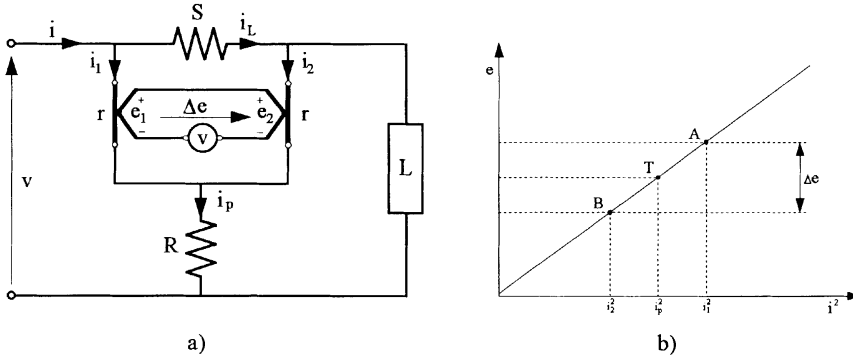 S
i
i_L
i_1
i_2
r
e_1
+
−
Δe
+
−
e_2
r
v
v
L
i_p
R
a)
e
A
T
B
Δe
i_2^2
i_p^2
i_1^2
i^2
b)